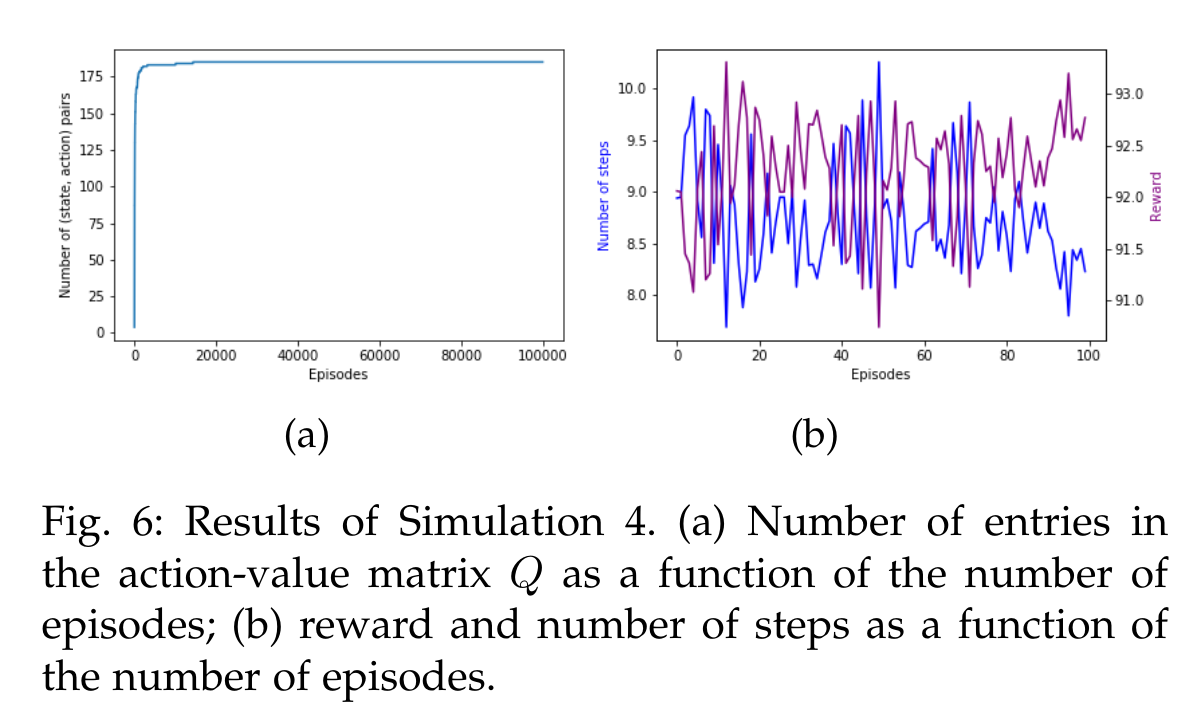 175
150
125
100
75
50
25
0
Number of (state, action) pairs
0 20000 40000 60000 80000 100000
Episodes
10.0
9.5
9.0
8.5
8.0
Number of steps
93.0
92.5
92.0
91.5
91.0
Reward
0 20 40 60 80 100
Episodes
(a) (b)
Fig. 6: Results of Simulation 4. (a) Number of entries in
the action-value matrix Q as a function of the number of
episodes; (b) reward and number of steps as a function of
the number of episodes.